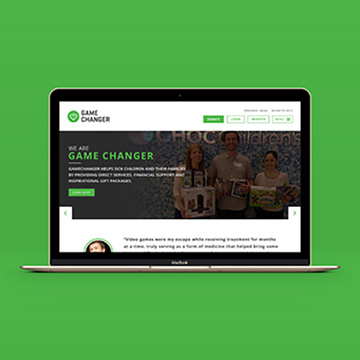 GAME
CHANGER
DONATE
LOGIN
CHOC Children's
WE ARE
GAME CHANGER
GAMECHANGER HELPS SICK CHILDREN AND THEIR FAMILIES
BY PROVIDING DIRECT SERVICES, FINANCIAL SUPPORT AND
INSPIRATIONAL GIFT PACKAGES.
LEARN MORE
"Video games were my escape while receiving treatment for months
at a time, truly serving as a form of medicine that helped bring some
MacBook